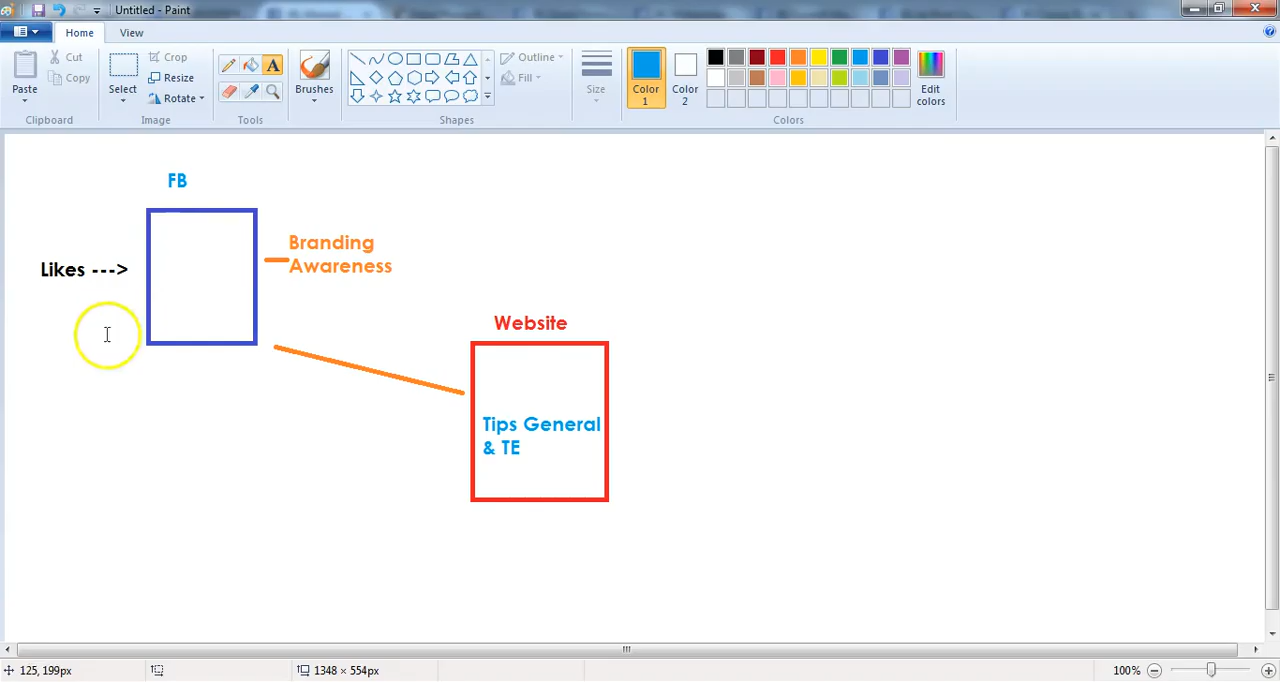 Untitled - Paint
Home
View
Paste
Cut
Copy
Clipboard
Select
Crop
Resize
Rotate
Image
A
Tools
Brushes
Outline
Fill
Shapes
Size
Color 1
Color 2
Edit colors
Colors
FB
Branding
Awareness
Likes --->
Website
Tips General
& TE
125, 199px
1348 × 554px
100%